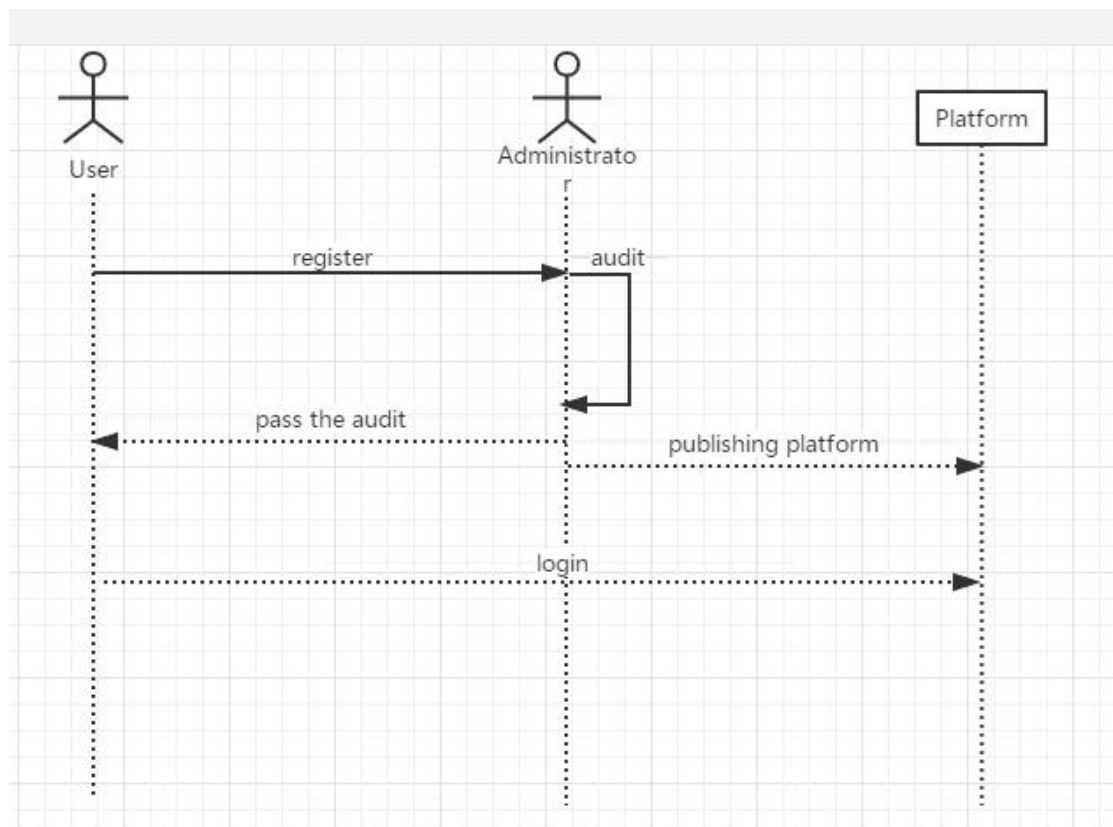 User
Administrato
r
Platform
register
audit
pass the audit
publishing platform
login